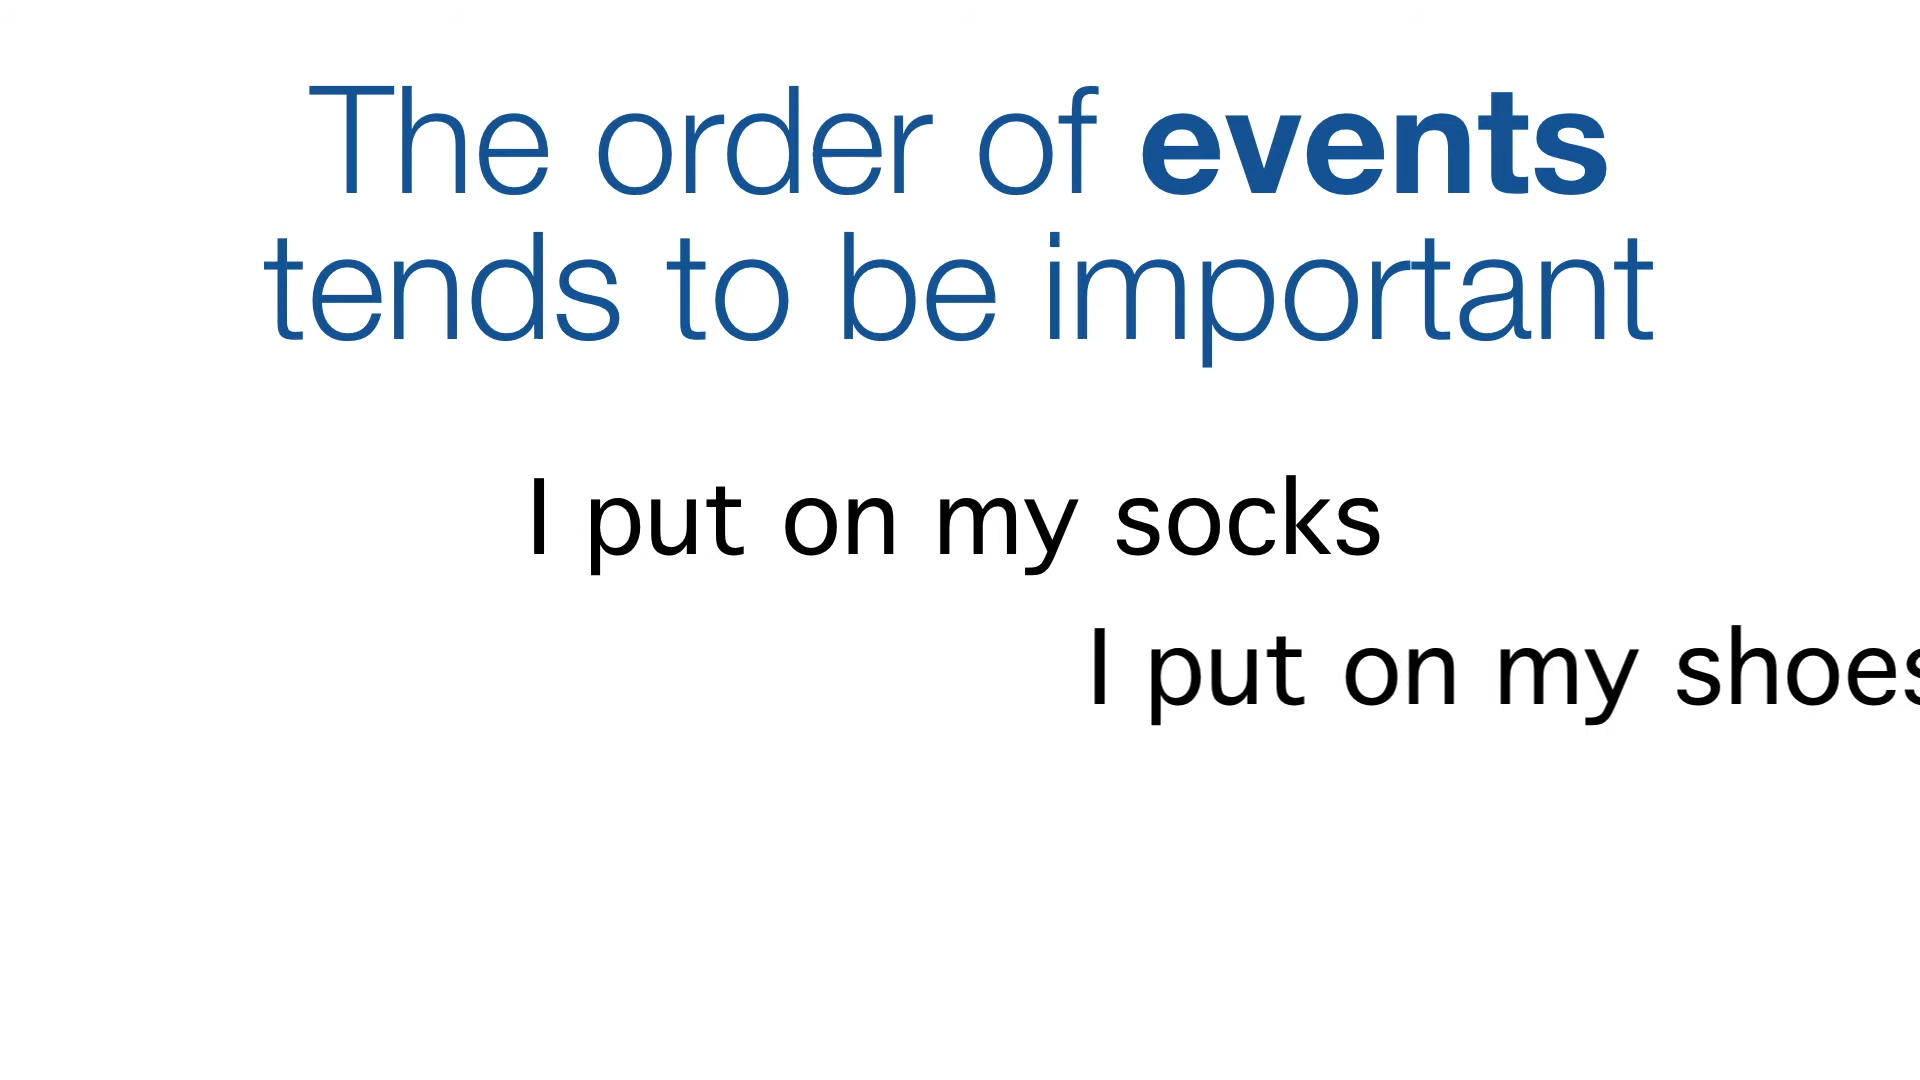 The order of events
tends to be important
I put on my socks
I put on my shoes